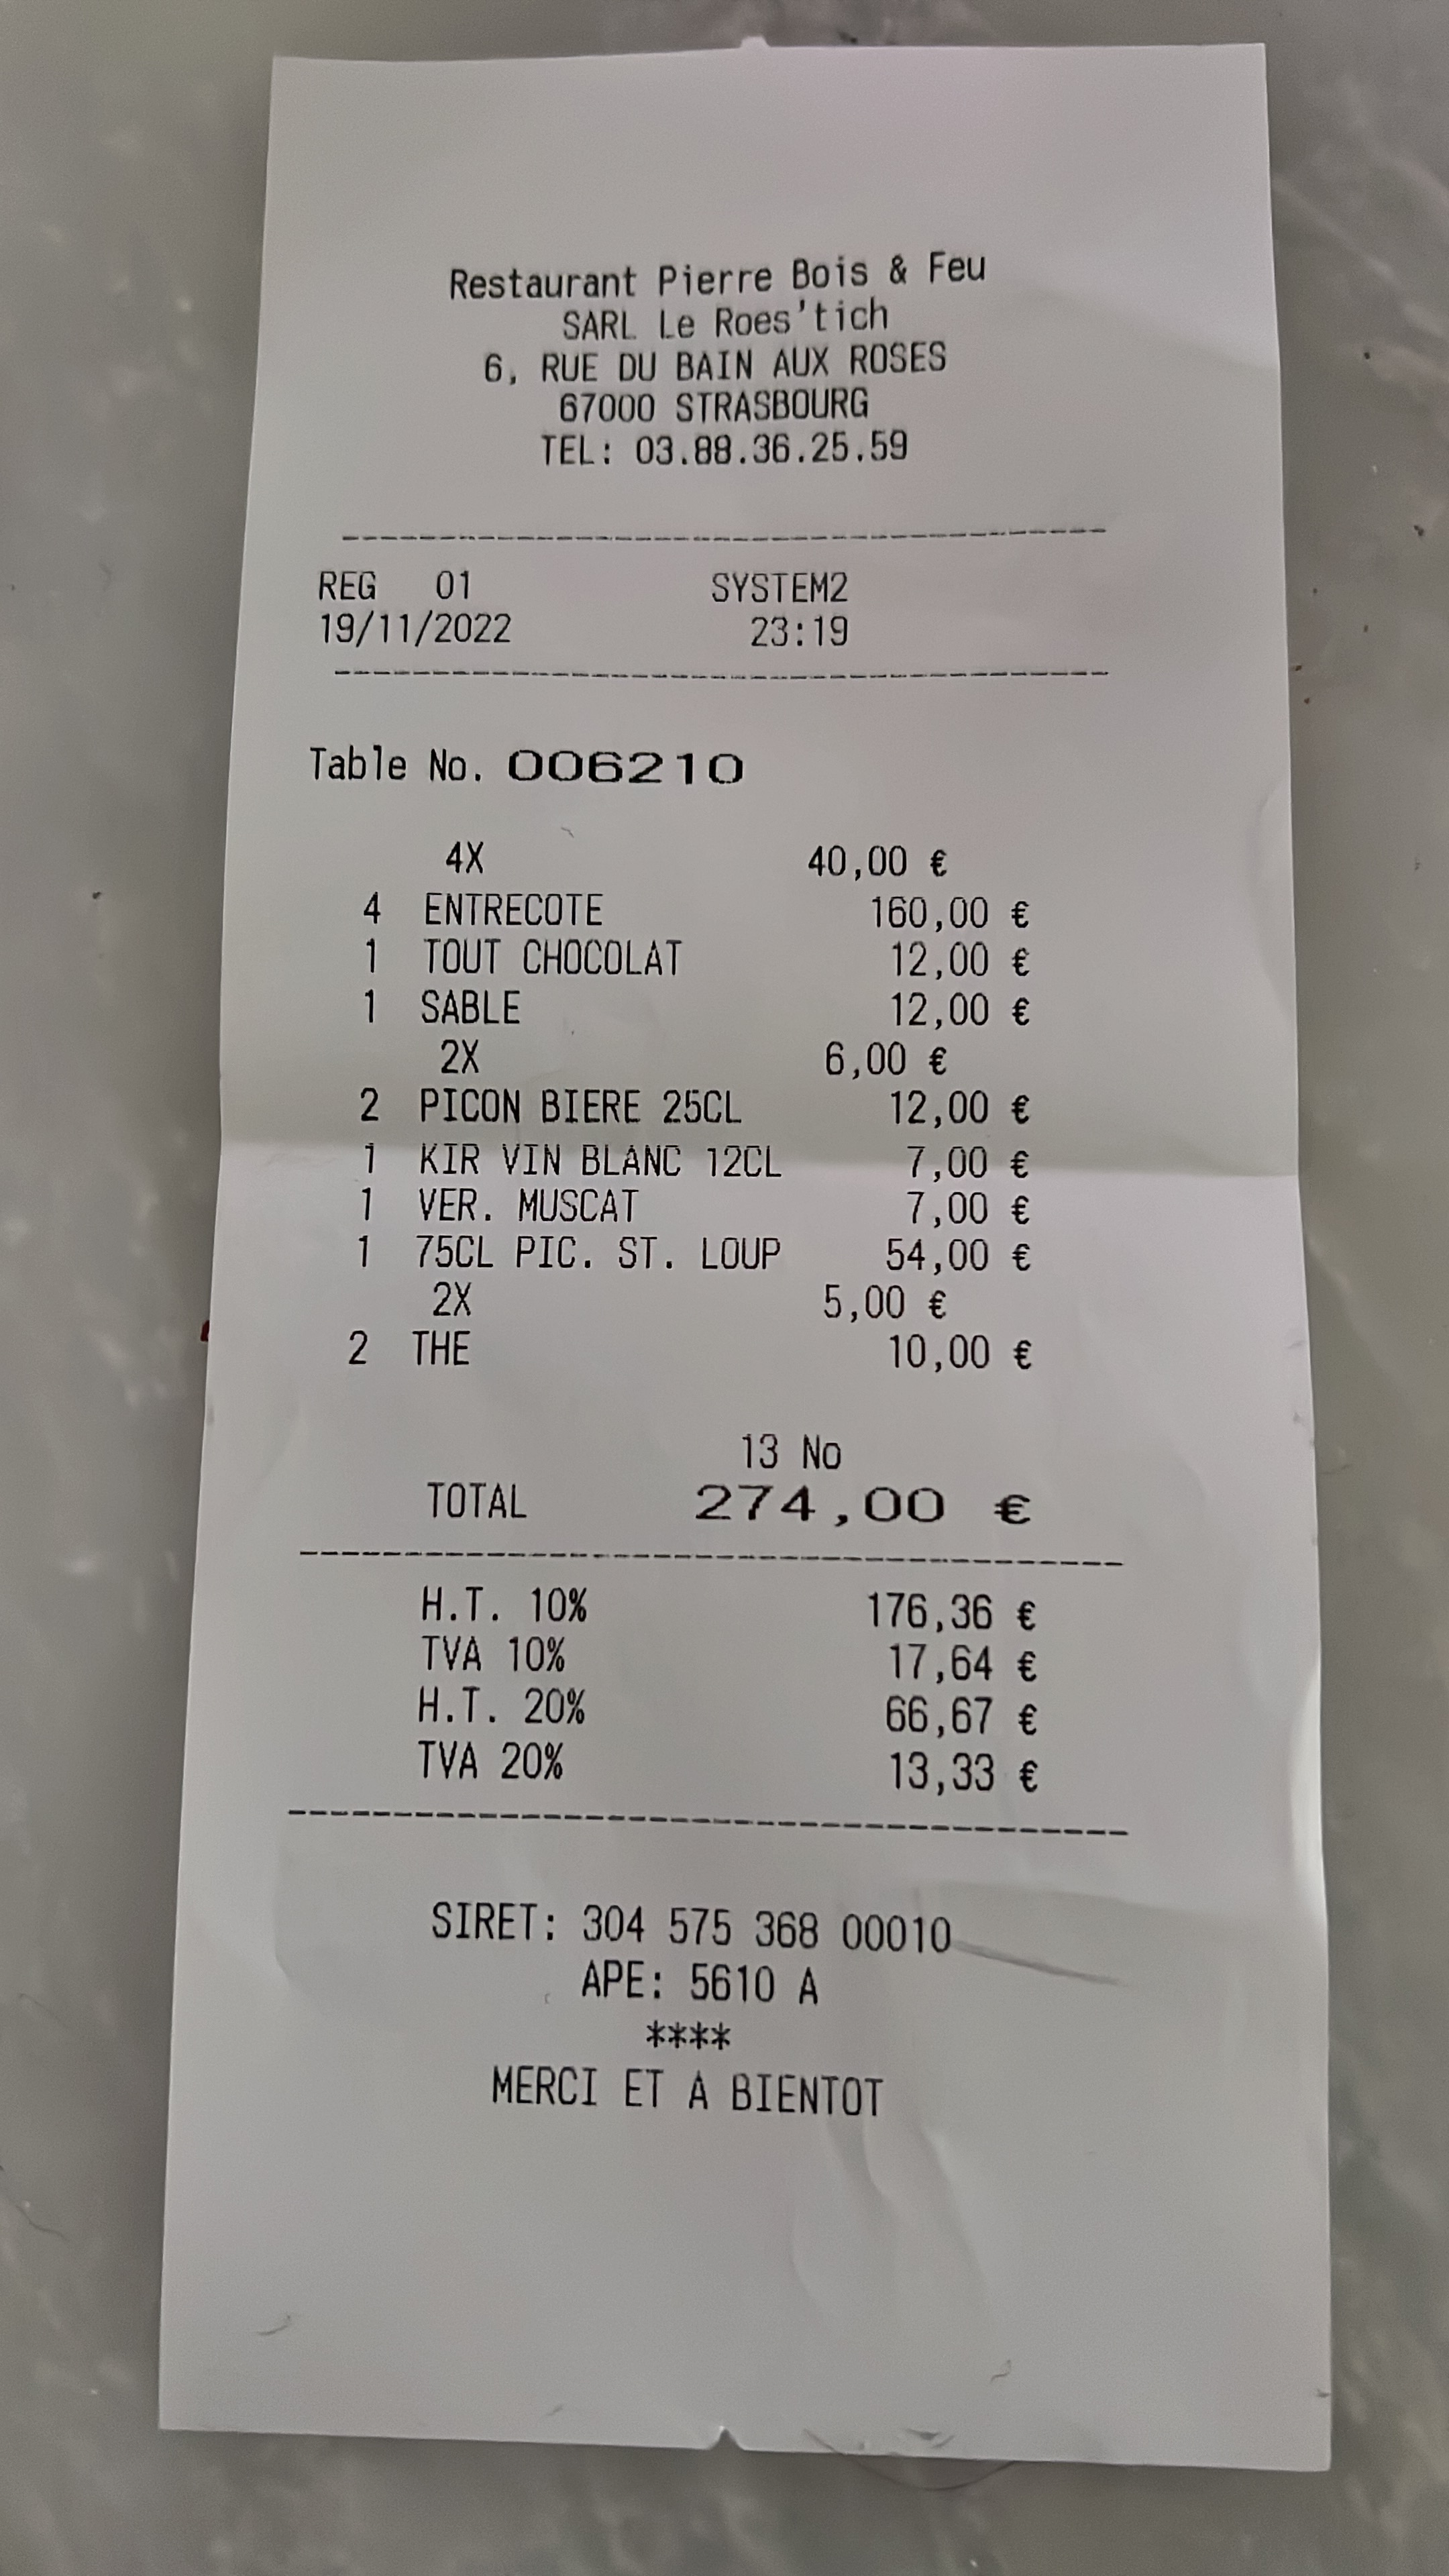 Restaurant Pierre Bois & Feu
SARL Le Roes'tich
6, RUE DU BAIN AUX ROSES
67000 STRASBOURG
TEL: 03.88.36.25.59
REG 01 SYSTEM2
19/11/2022 23:19
Table No. 006210
4X 40,00 €
4 ENTRECOTE 160,00 €
1 TOUT CHOCOLAT 12,00 €
1 SABLE 12,00 €
2X 6,00 €
2 PICON BIERE 25CL 12,00 €
1 KIR VIN BLANC 12CL 7,00 €
1 VER. MUSCAT 7,00 €
1 75CL PIC. ST. LOUP 54,00 €
2X 5,00 €
2 THE 10,00 €
13 No
TOTAL 274,00 €
H.T. 10% 176,36 €
TVA 10% 17,64 €
H.T. 20% 66,67 €
TVA 20% 13,33 €
SIRET: 304 575 368 00010
APE: 5610 A
****
MERCI ET A BIENTOT